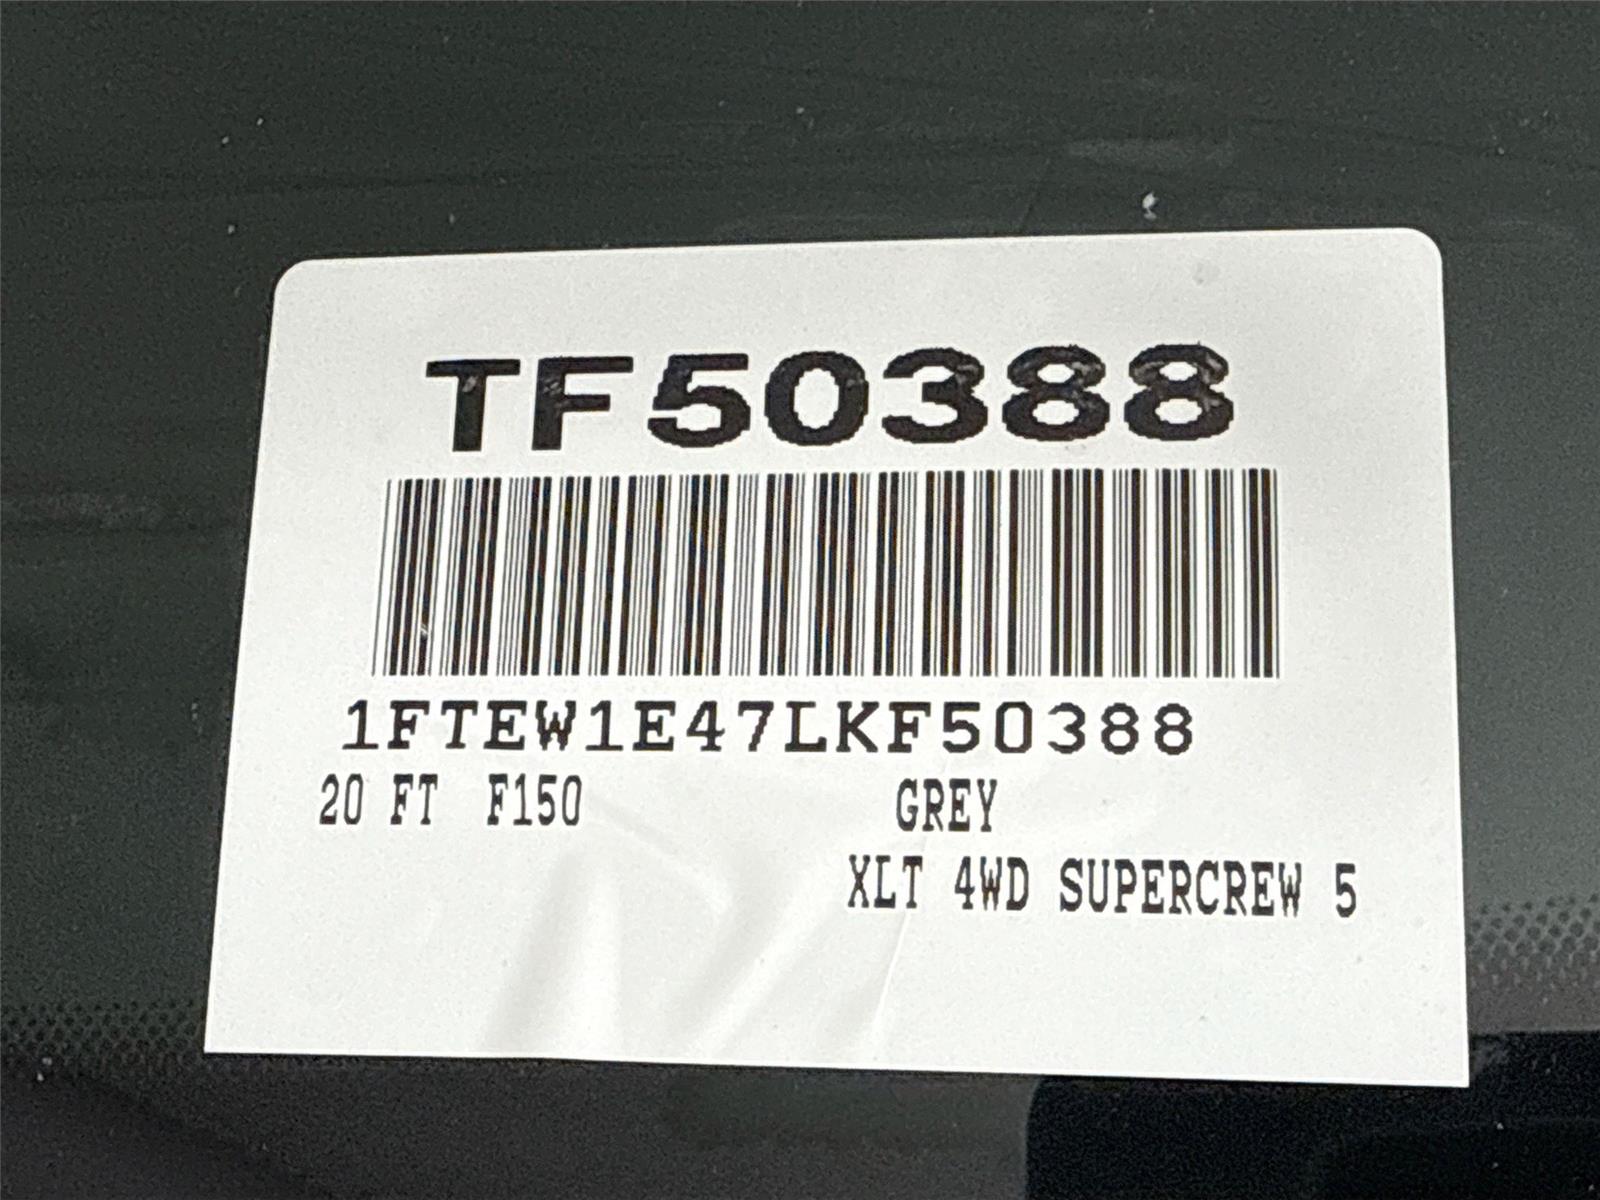 TF50388
1FTEW1E47LKF50388
20 FT F150 GREY
XLT 4WD SUPERCREW 5